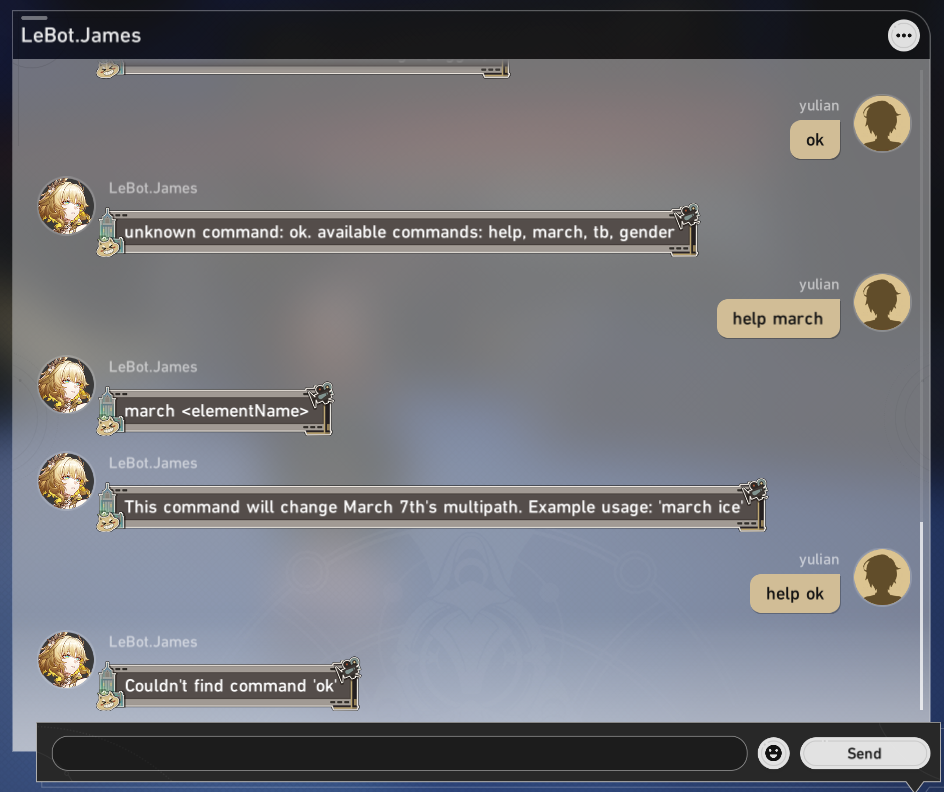 LeBot.James
yulian
ok
LeBot.James
unknown command: ok. available commands: help, march, tb, gender
yulian
help march
LeBot.James
march <elementName>
LeBot.James
This command will change March 7th's multipath. Example usage: 'march ice'
yulian
help ok
LeBot.James
Couldn't find command 'ok'
Send